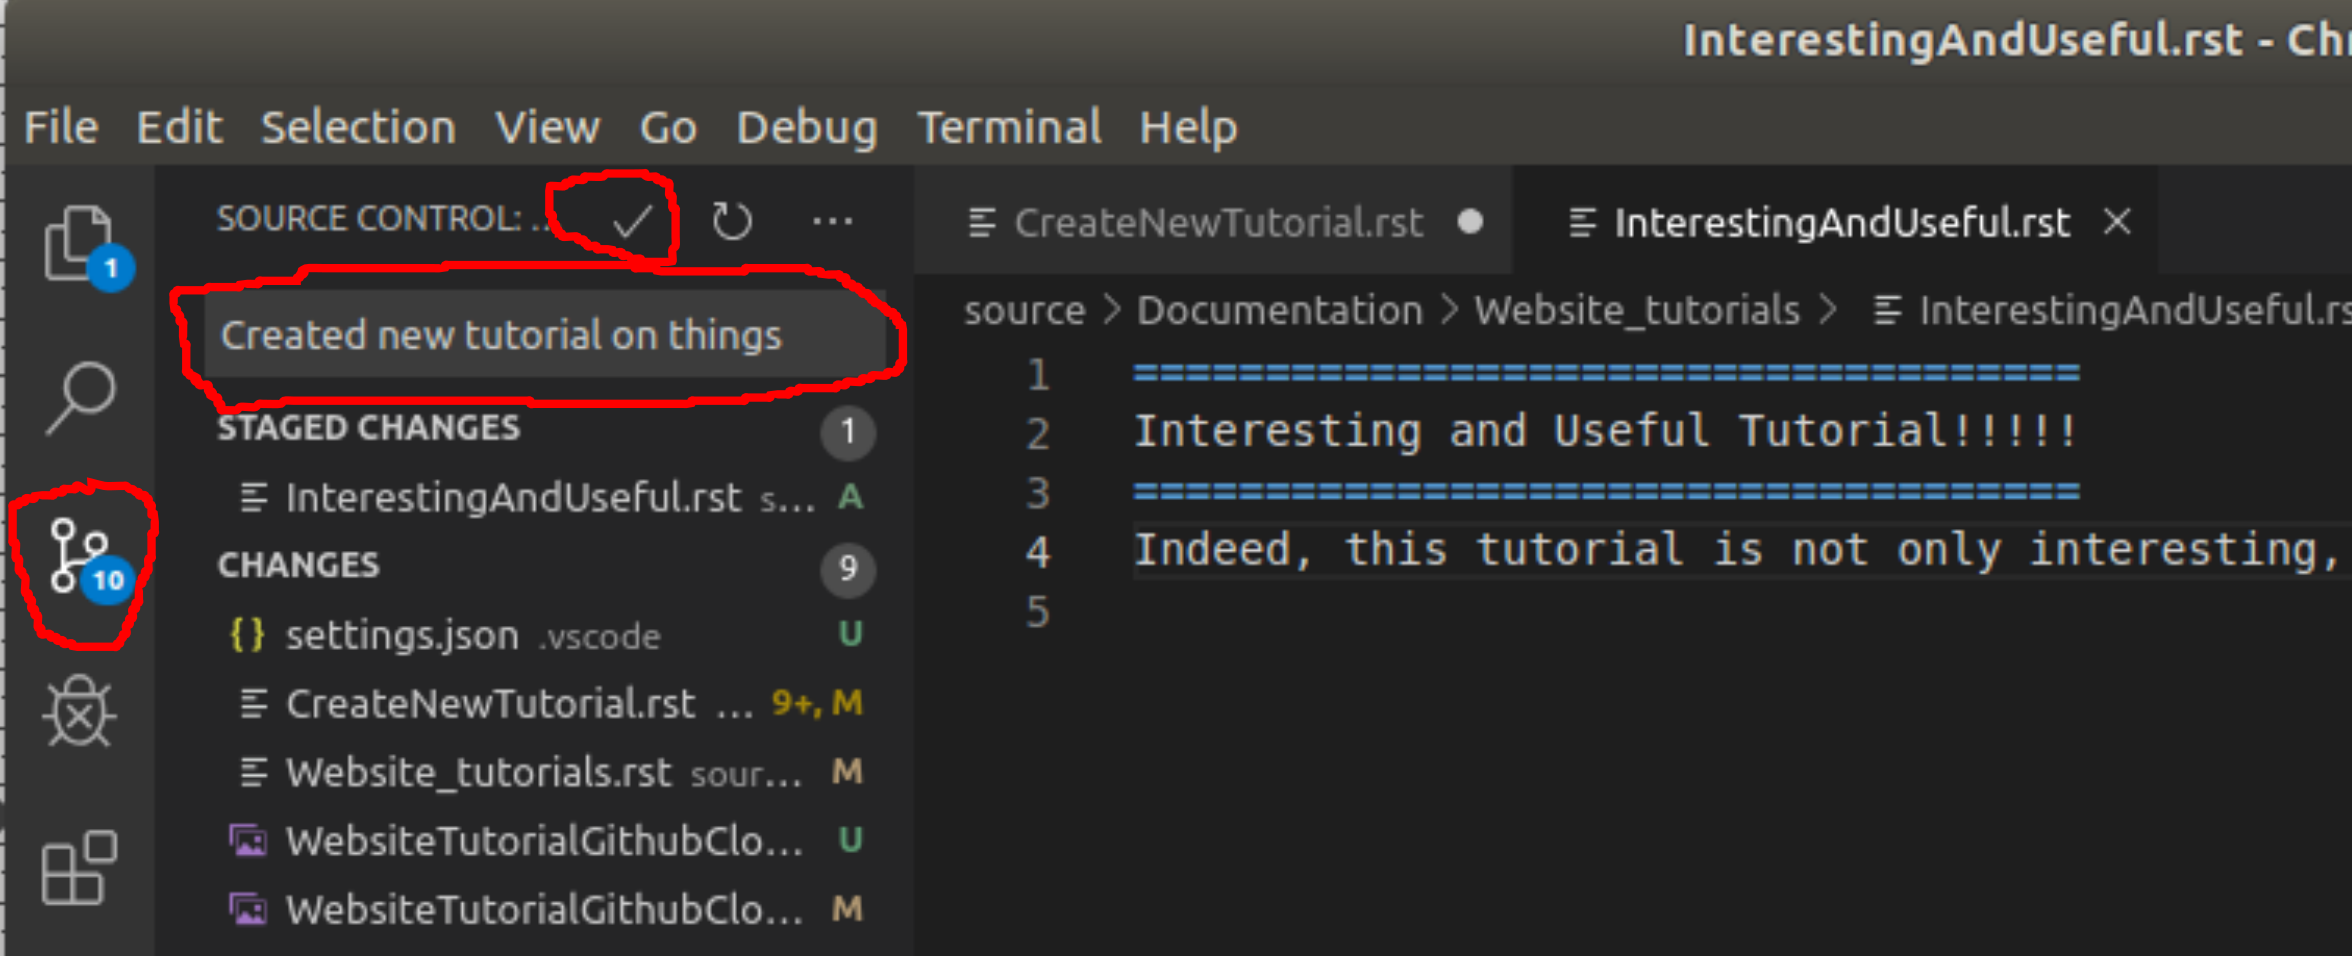 InterestingAndUseful.rst - Ch
File Edit Selection View Go Debug Terminal Help
SOURCE CONTROL: ..
CreateNewTutorial.rst
InterestingAndUseful.rst
1
Created new tutorial on things
source > Documentation > Website_tutorials > InterestingAndUseful.rs
STAGED CHANGES 1
InterestingAndUseful.rst s... A
CHANGES 9
10
{} settings.json .vscode U
CreateNewTutorial.rst ... 9+, M
Website_tutorials.rst sour... M
WebsiteTutorialGithubClo... U
WebsiteTutorialGithubClo... M
1 ====================================
2 Interesting and Useful Tutorial!!!!!
3 ====================================
4 Indeed, this tutorial is not only interesting,
5